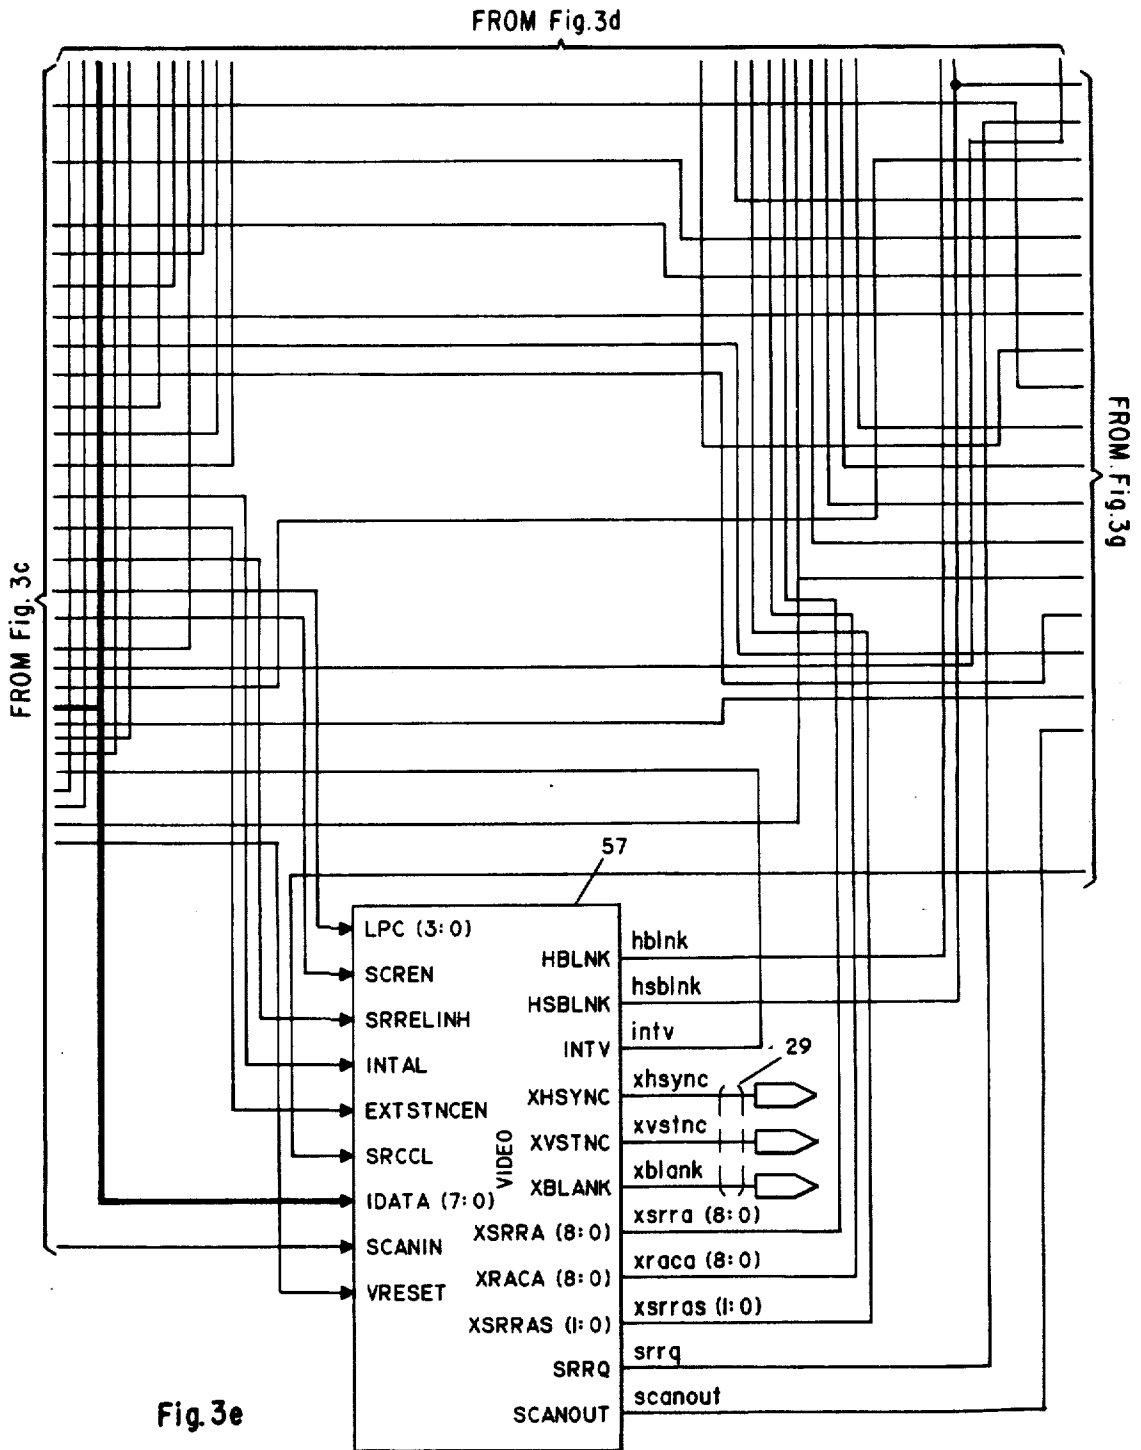 FROM Fig.3d
FROM Fig. 3c
FROM Fig.3g
57
LPC (3:0)
SCREN
SRRELINH
INTAL
EXTSTNCEN
SRCCL
IDATA (7:0)
SCANIN
VRESET
VIDEO
HBLNK
HSBLNK
INTV
XHSYNC
XVSTNC
XBLANK
XSRRA (8:0)
XRACA (8:0)
XSRRAS (1:0)
SRRQ
SCANOUT
hblnk
hsblnk
intv
29
xhsync
xvstnc
xblank
xsrra (8:0)
xraca (8:0)
xsrras (1:0)
srrq
scanout
Fig. 3e